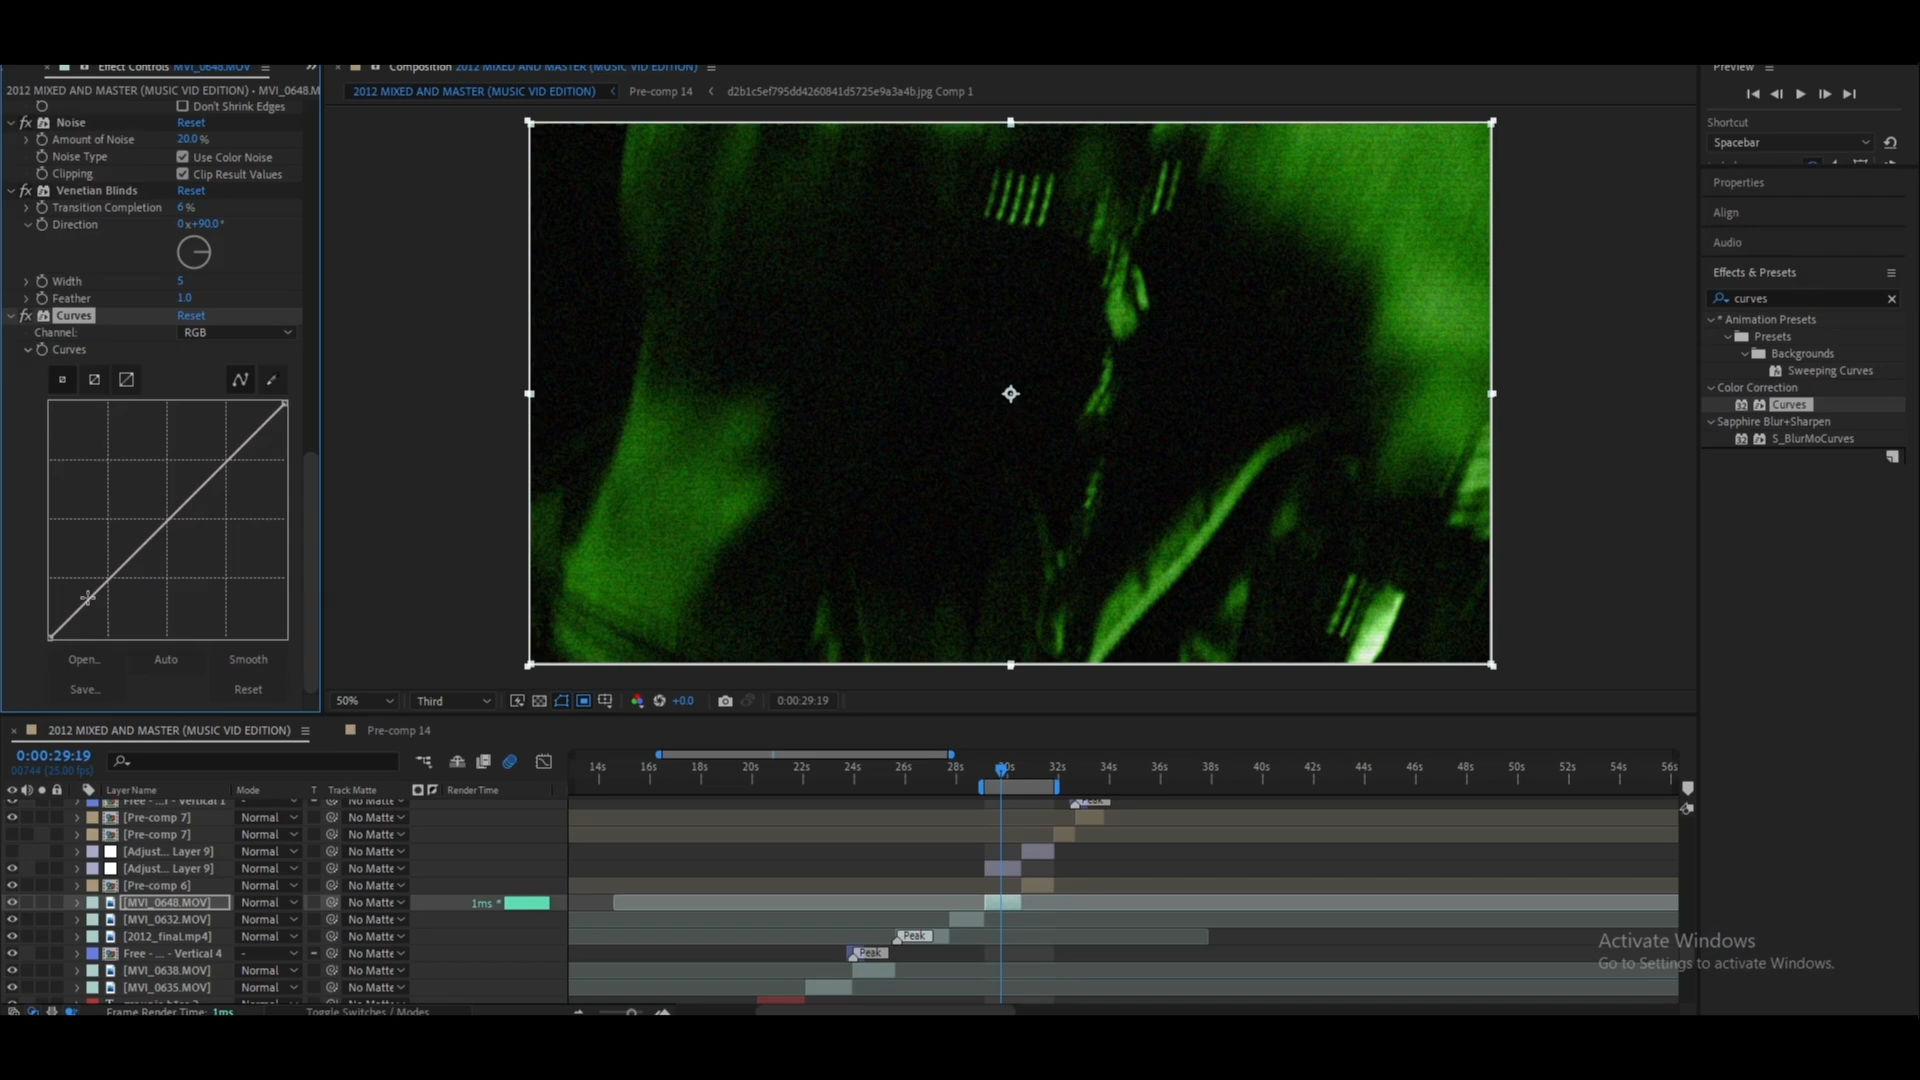 Effect Controls MVI_0648.MOV
2012 MIXED AND MASTER (MUSIC VID EDITION) • MVI_0648.M
Don't Shrink Edges
fx Noise Reset
Amount of Noise 20.0 %
Noise Type Use Color Noise
Clipping Clip Result Values
fx Venetian Blinds Reset
Transition Completion 6 %
Direction 0x+90.0°
Width 5
Feather 1.0
fx Curves Reset
Channel: RGB
Curves
Open... Auto Smooth
Save... Reset
Composition 2012 MIXED AND MASTER (MUSIC VID EDITION)
2012 MIXED AND MASTER (MUSIC VID EDITION) Pre-comp 14 d2b1c5ef795dd4260841d5725e9a3a4b.jpg Comp 1
50% Third +0.0 0:00:29:19
Preview
Shortcut
Spacebar
Properties
Align
Audio
Effects & Presets
curves
* Animation Presets
Presets
Backgrounds
Sweeping Curves
Color Correction
Curves
Sapphire Blur+Sharpen
S_BlurMoCurves
2012 MIXED AND MASTER (MUSIC VID EDITION) Pre-comp 14
0:00:29:19
00744 (25.00 fps)
14s 16s 18s 20s 22s 24s 26s 28s 30s 32s 34s 36s 38s 40s 42s 44s 46s 48s 50s 52s 54s 56s
Layer Name Mode T Track Matte Render Time
Free - ...r - Vertical 1 - No Matte Peak
[Pre-comp 7] Normal No Matte
[Pre-comp 7] Normal No Matte
[Adjust... Layer 9] Normal No Matte
[Adjust... Layer 9] Normal No Matte
[Pre-comp 6] Normal No Matte
[MVI_0648.MOV] Normal No Matte 1ms *
[MVI_0632.MOV] Normal No Matte
[2012_final.mp4] Normal No Matte Peak
Free - ... - Vertical 4 - No Matte Peak
[MVI_0638.MOV] Normal No Matte
[MVI_0635.MOV] Normal No Matte
Frame Render Time: 1ms Toggle Switches / Modes
Activate Windows
Go to Settings to activate Windows.